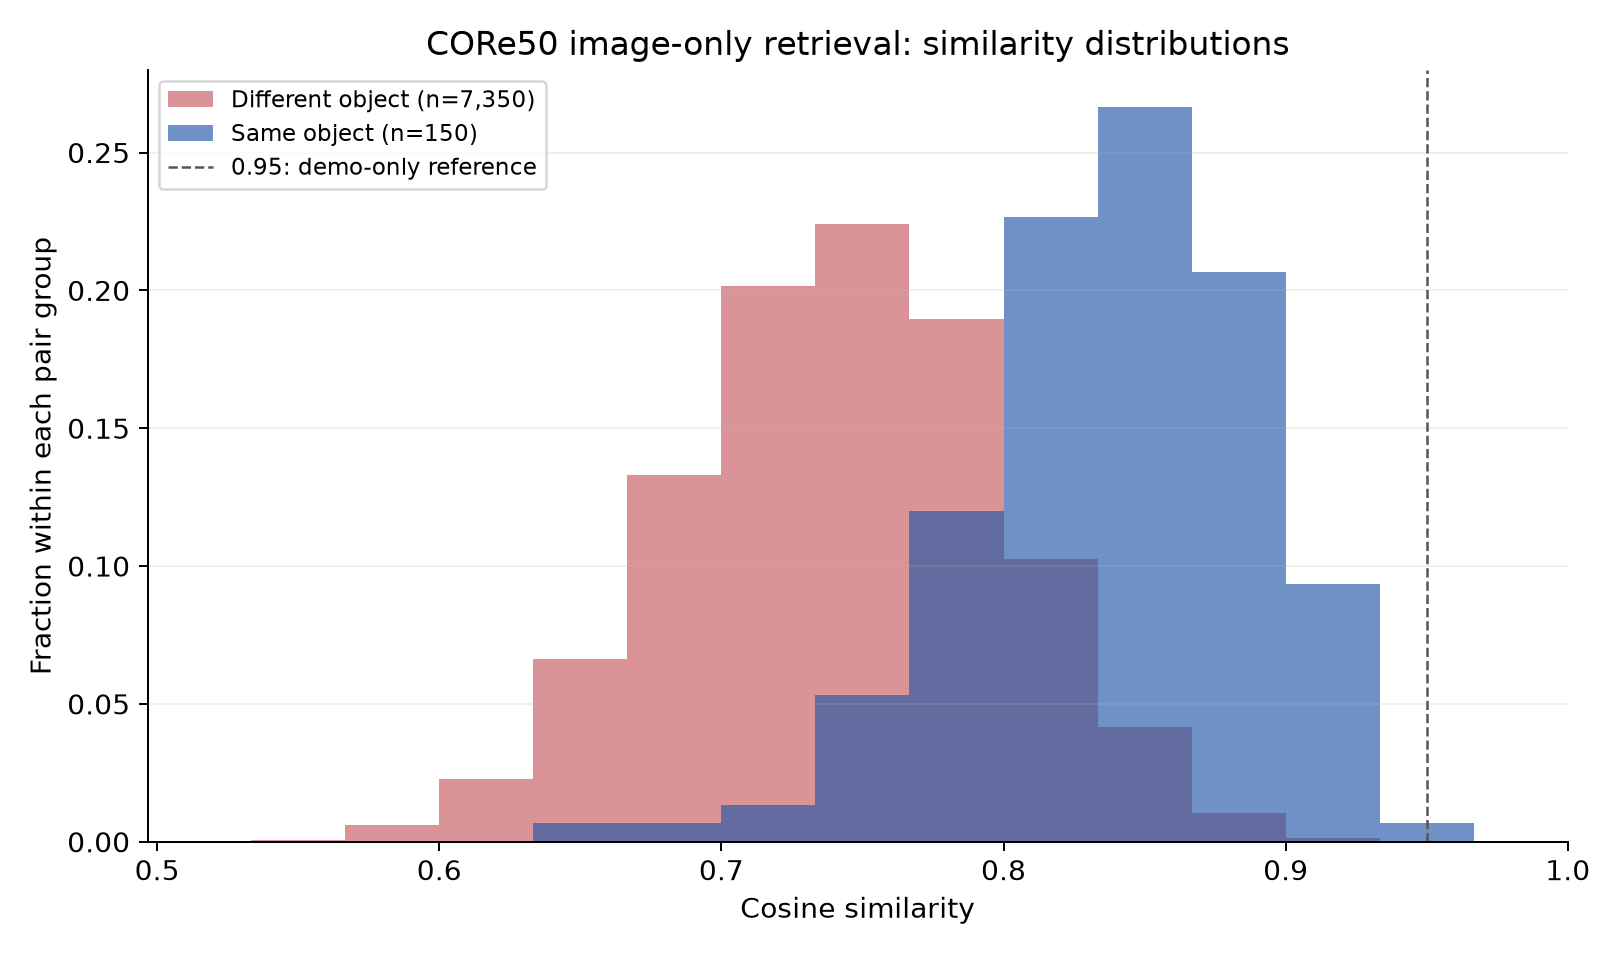 CORe50 image-only retrieval: similarity distributions
Different object (n=7,350)
Same object (n=150)
0.95: demo-only reference
Fraction within each pair group
0.25
0.20
0.15
0.10
0.05
0.00
0.5 0.6 0.7 0.8 0.9 1.0
Cosine similarity